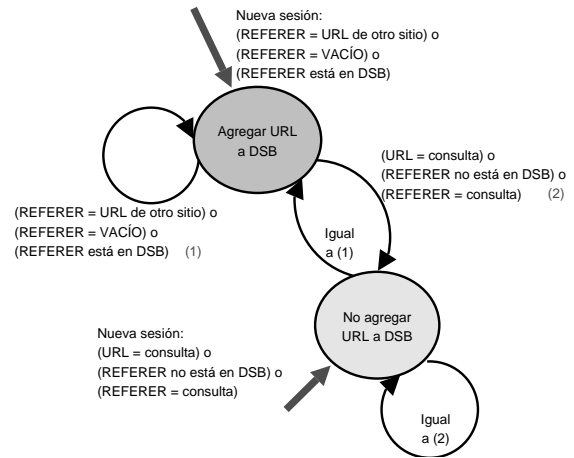 Nueva sesión:
(REFERER = URL de otro sitio) o
(REFERER = VACÍO) o
(REFERER está en DSB)
Agregar URL
a DSB
(URL = consulta) o
(REFERER no está en DSB) o
(REFERER = consulta) (2)
(REFERER = URL de otro sitio) o
(REFERER = VACÍO) o
(REFERER está en DSB) (1)
Igual
a (1)
No agregar
URL a DSB
Nueva sesión:
(URL = consulta) o
(REFERER no está en DSB) o
(REFERER = consulta)
Igual
a (2)